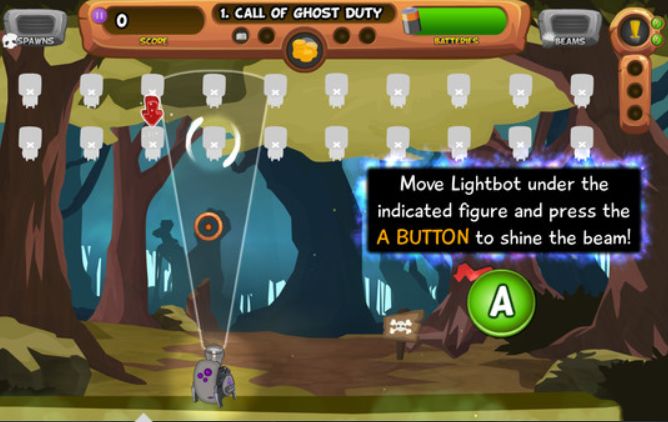 0
1. CALL OF GHOST DUTY
SPAWNS
SCORE
BATTERIES
BEAMS
Move Lightbot under the
indicated figure and press the
A BUTTON to shine the beam!
A